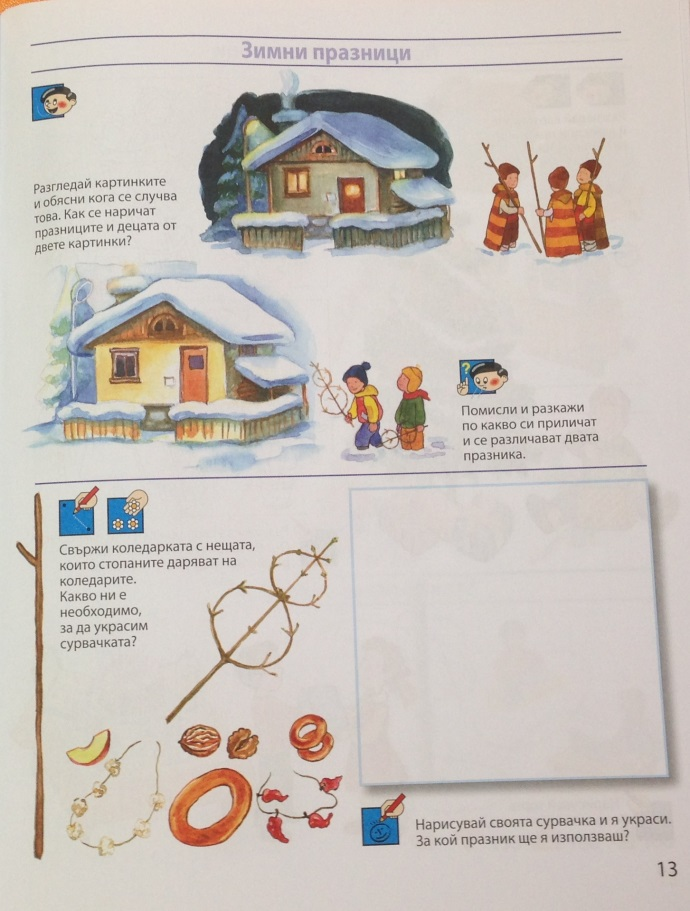 Зимни празници
Разгледай картинките
и обясни кога се случва
това. Как се наричат
празниците и децата от
двете картинки?
Помисли и разкажи
по какво си приличат
и се различават двата
празника.
Свържи коледарката с нещата,
които стопаните даряват на
коледарите.
Какво ни е
необходимо,
за да украсим
сурвачката?
Нарисувай своята сурвачка и я украси.
За кой празник ще я използваш?
13